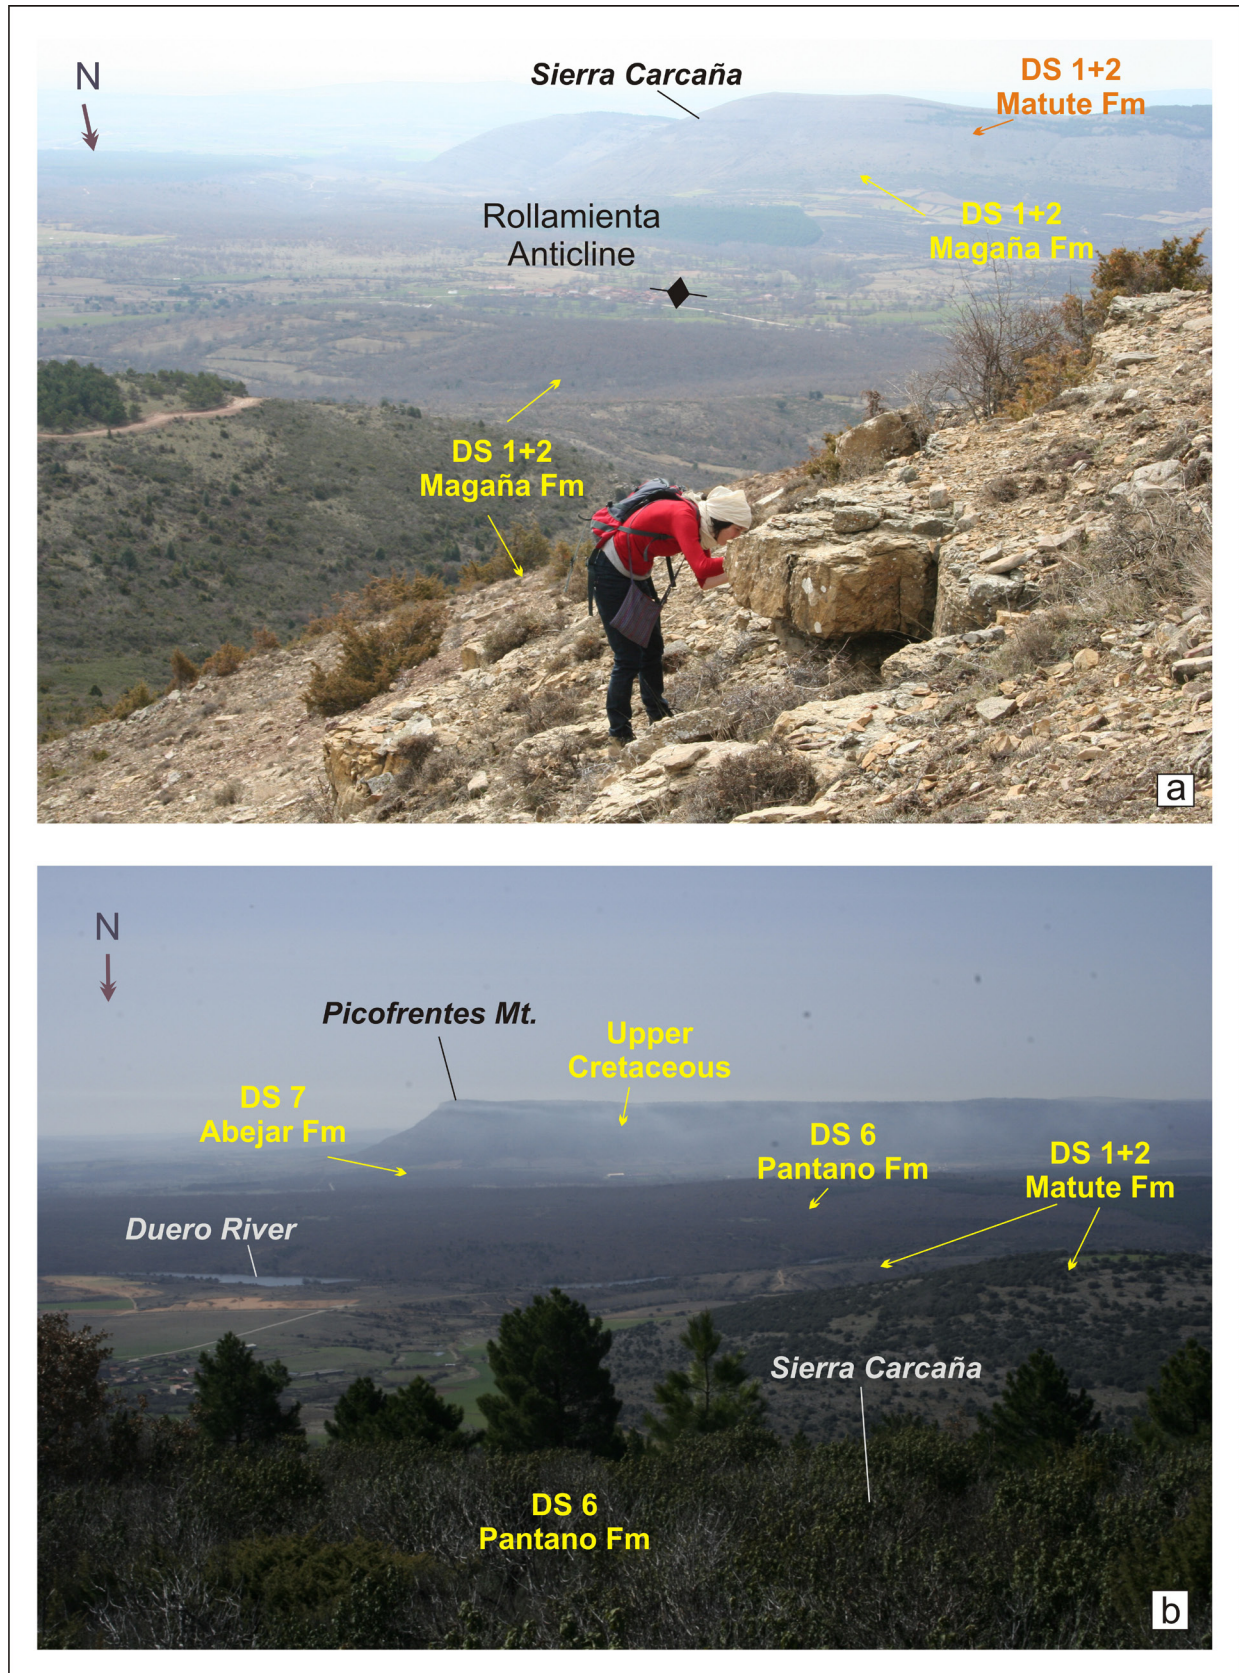 N
Sierra Carcaña
DS 1+2
Matute Fm
DS 1+2
Magaña Fm
Rollamienta
Anticline
DS 1+2
Magaña Fm
a
N
Picofrentes Mt.
Upper
Cretaceous
DS 7
Abejar Fm
DS 6
Pantano Fm
DS 1+2
Matute Fm
Duero River
Sierra Carcaña
DS 6
Pantano Fm
b